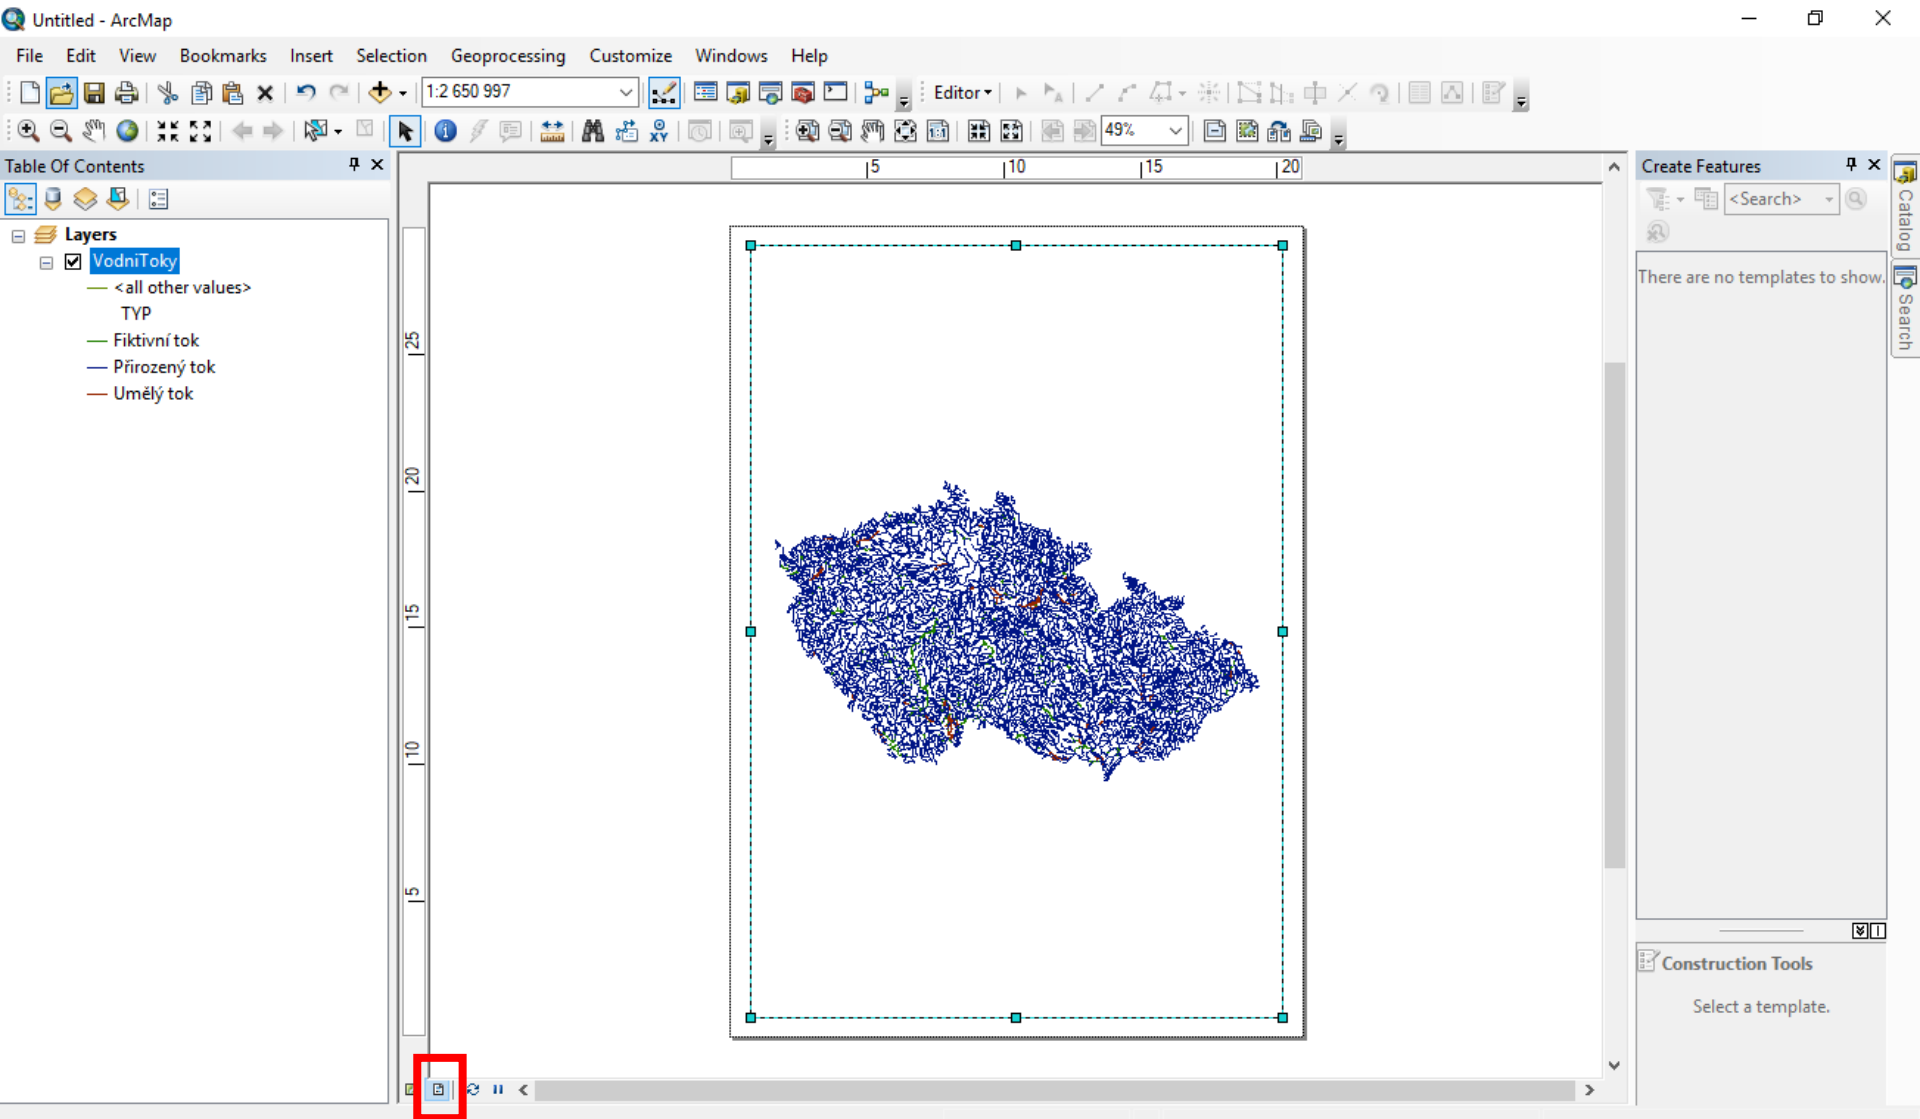 Untitled - ArcMap
File Edit View Bookmarks Insert Selection Geoprocessing Customize Windows Help
1:2 650 997
Editor
49%
Table Of Contents
Layers
VodniToky
<all other values>
TYP
Fiktivní tok
Přirozený tok
Umělý tok
5 10 15 20
25
20
15
10
5
Create Features
<Search>
There are no templates to show.
Construction Tools
Select a template.
Catalog
Search